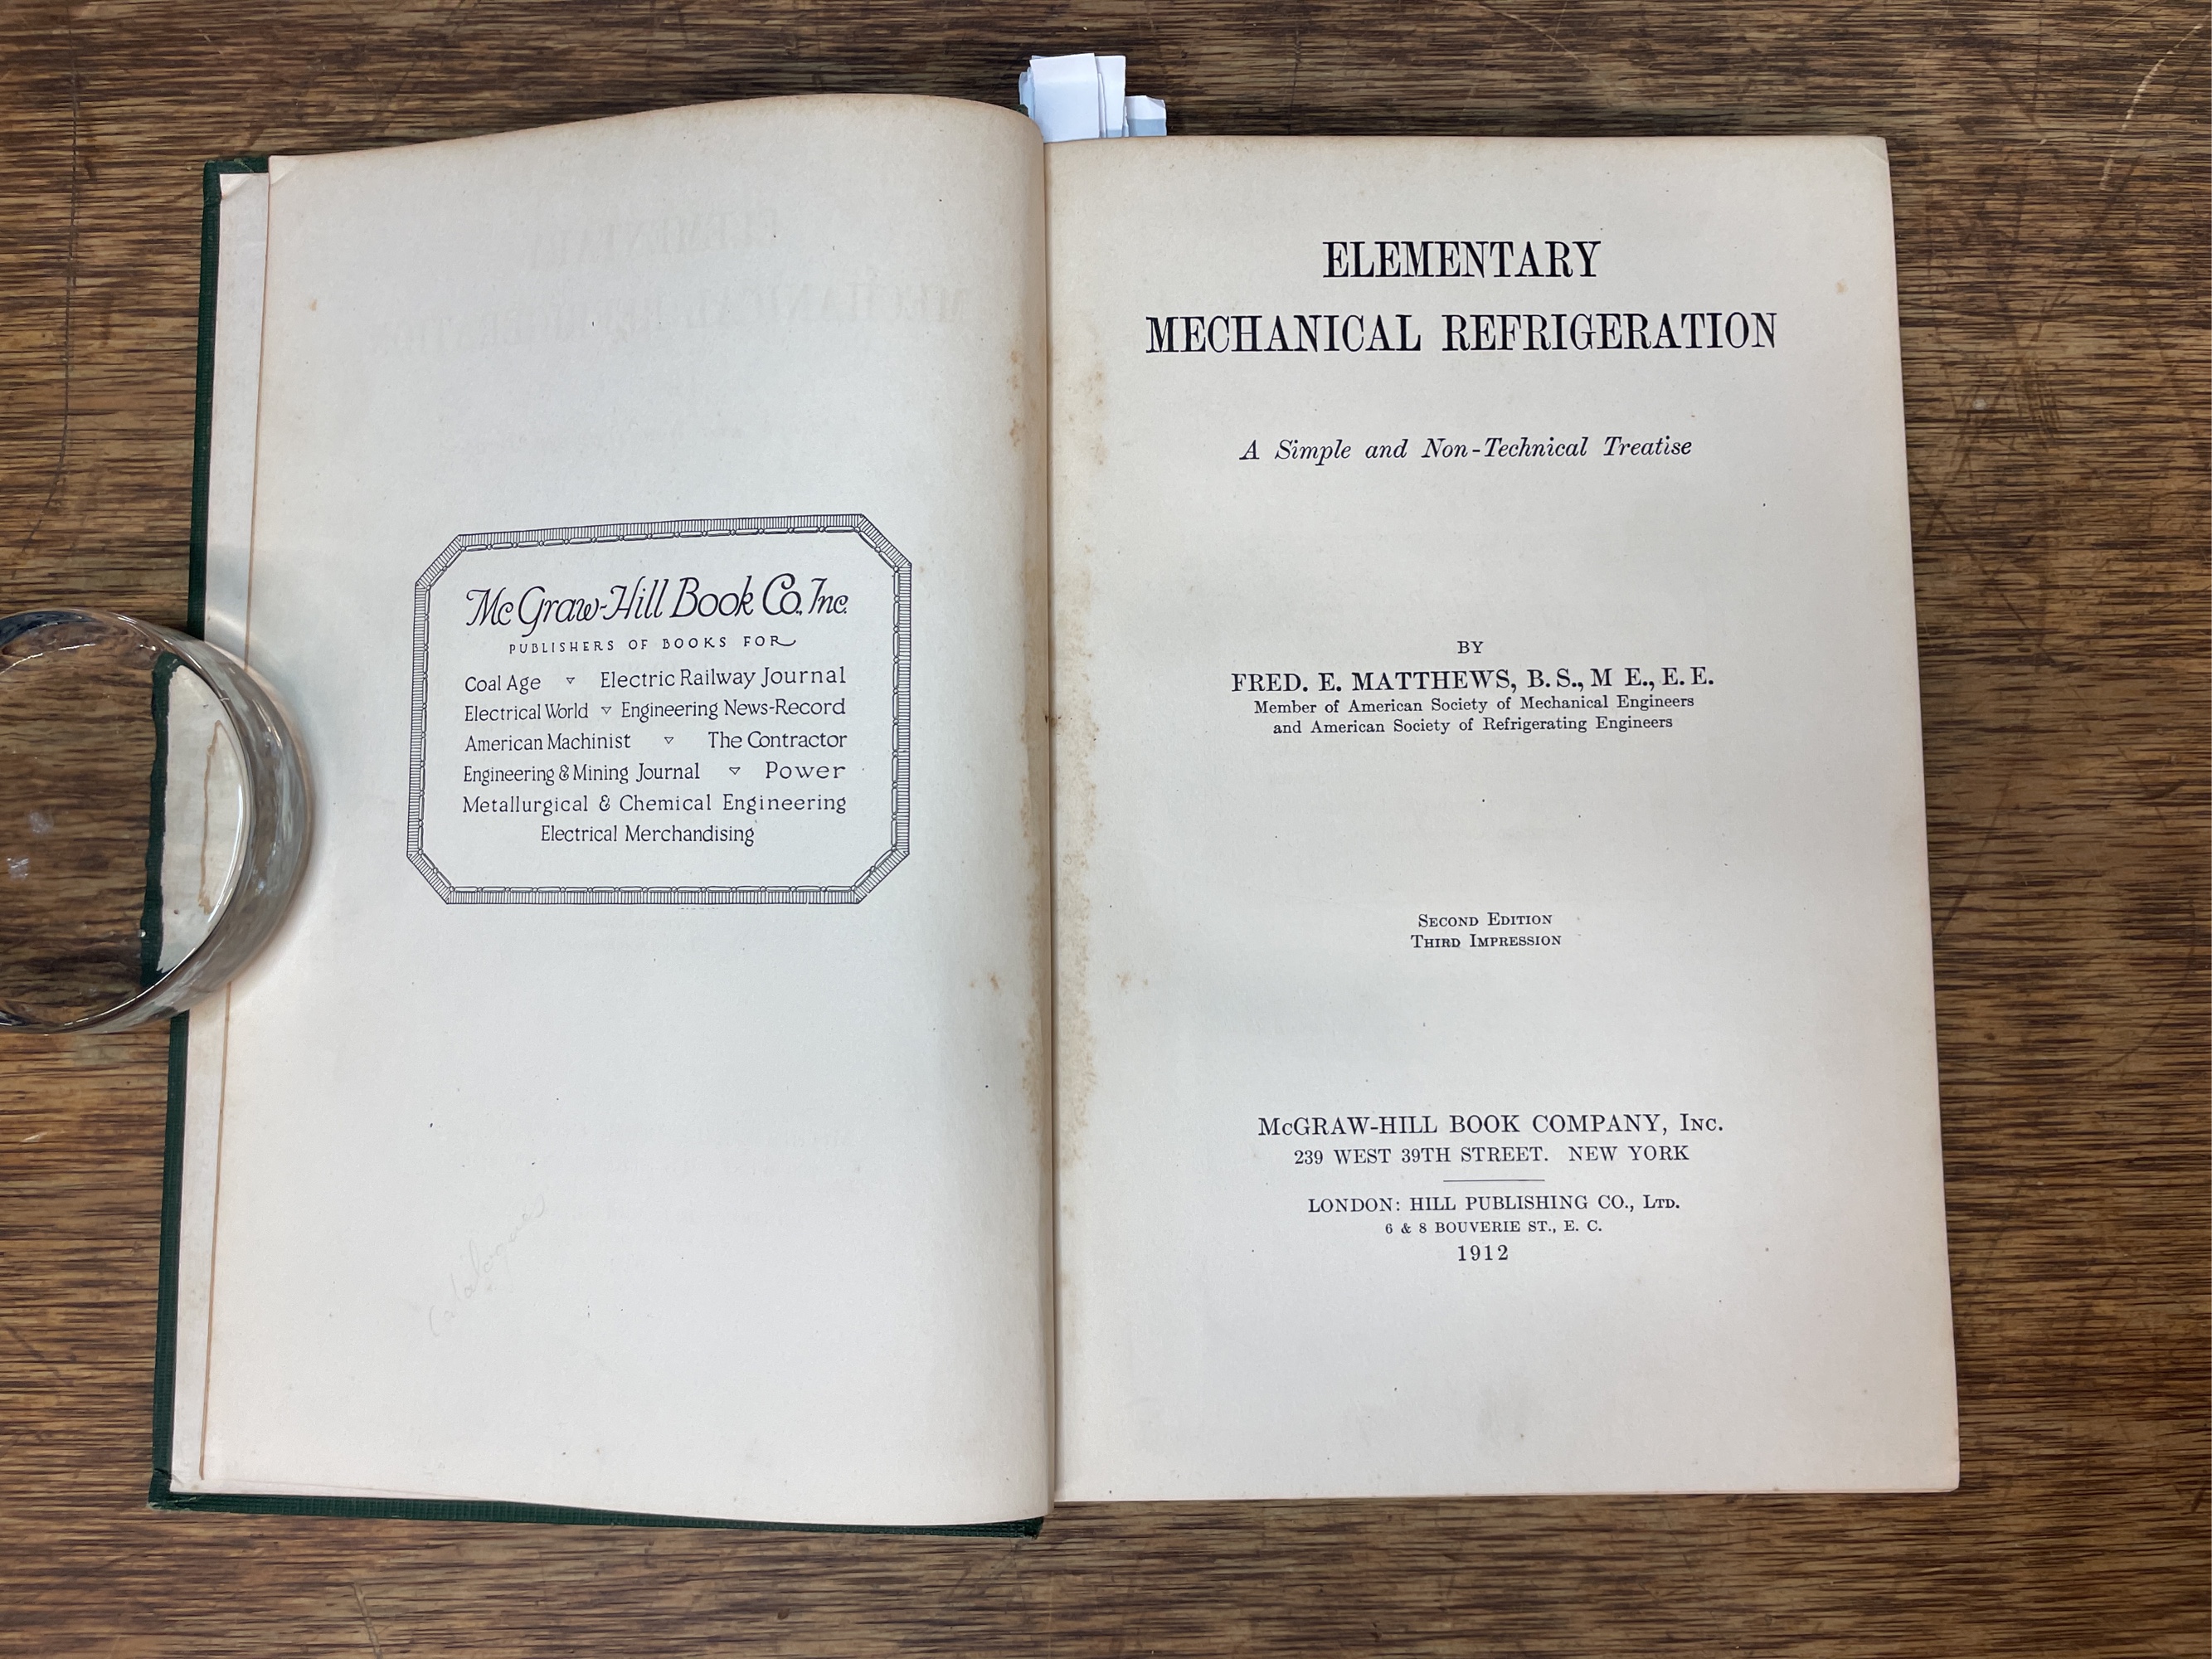 McGraw-Hill Book Co., Inc.
PUBLISHERS OF BOOKS FOR
Coal Age ▿ Electric Railway Journal
Electrical World ▿ Engineering News-Record
American Machinist ▿ The Contractor
Engineering & Mining Journal ▿ Power
Metallurgical & Chemical Engineering
Electrical Merchandising
Catalogues
ELEMENTARY
MECHANICAL REFRIGERATION
A Simple and Non-Technical Treatise
BY
FRED. E. MATTHEWS, B. S., M E., E. E.
Member of American Society of Mechanical Engineers
and American Society of Refrigerating Engineers
SECOND EDITION
THIRD IMPRESSION
McGRAW-HILL BOOK COMPANY, INC.
239 WEST 39TH STREET. NEW YORK
LONDON: HILL PUBLISHING CO., LTD.
6 & 8 BOUVERIE ST., E. C.
1912